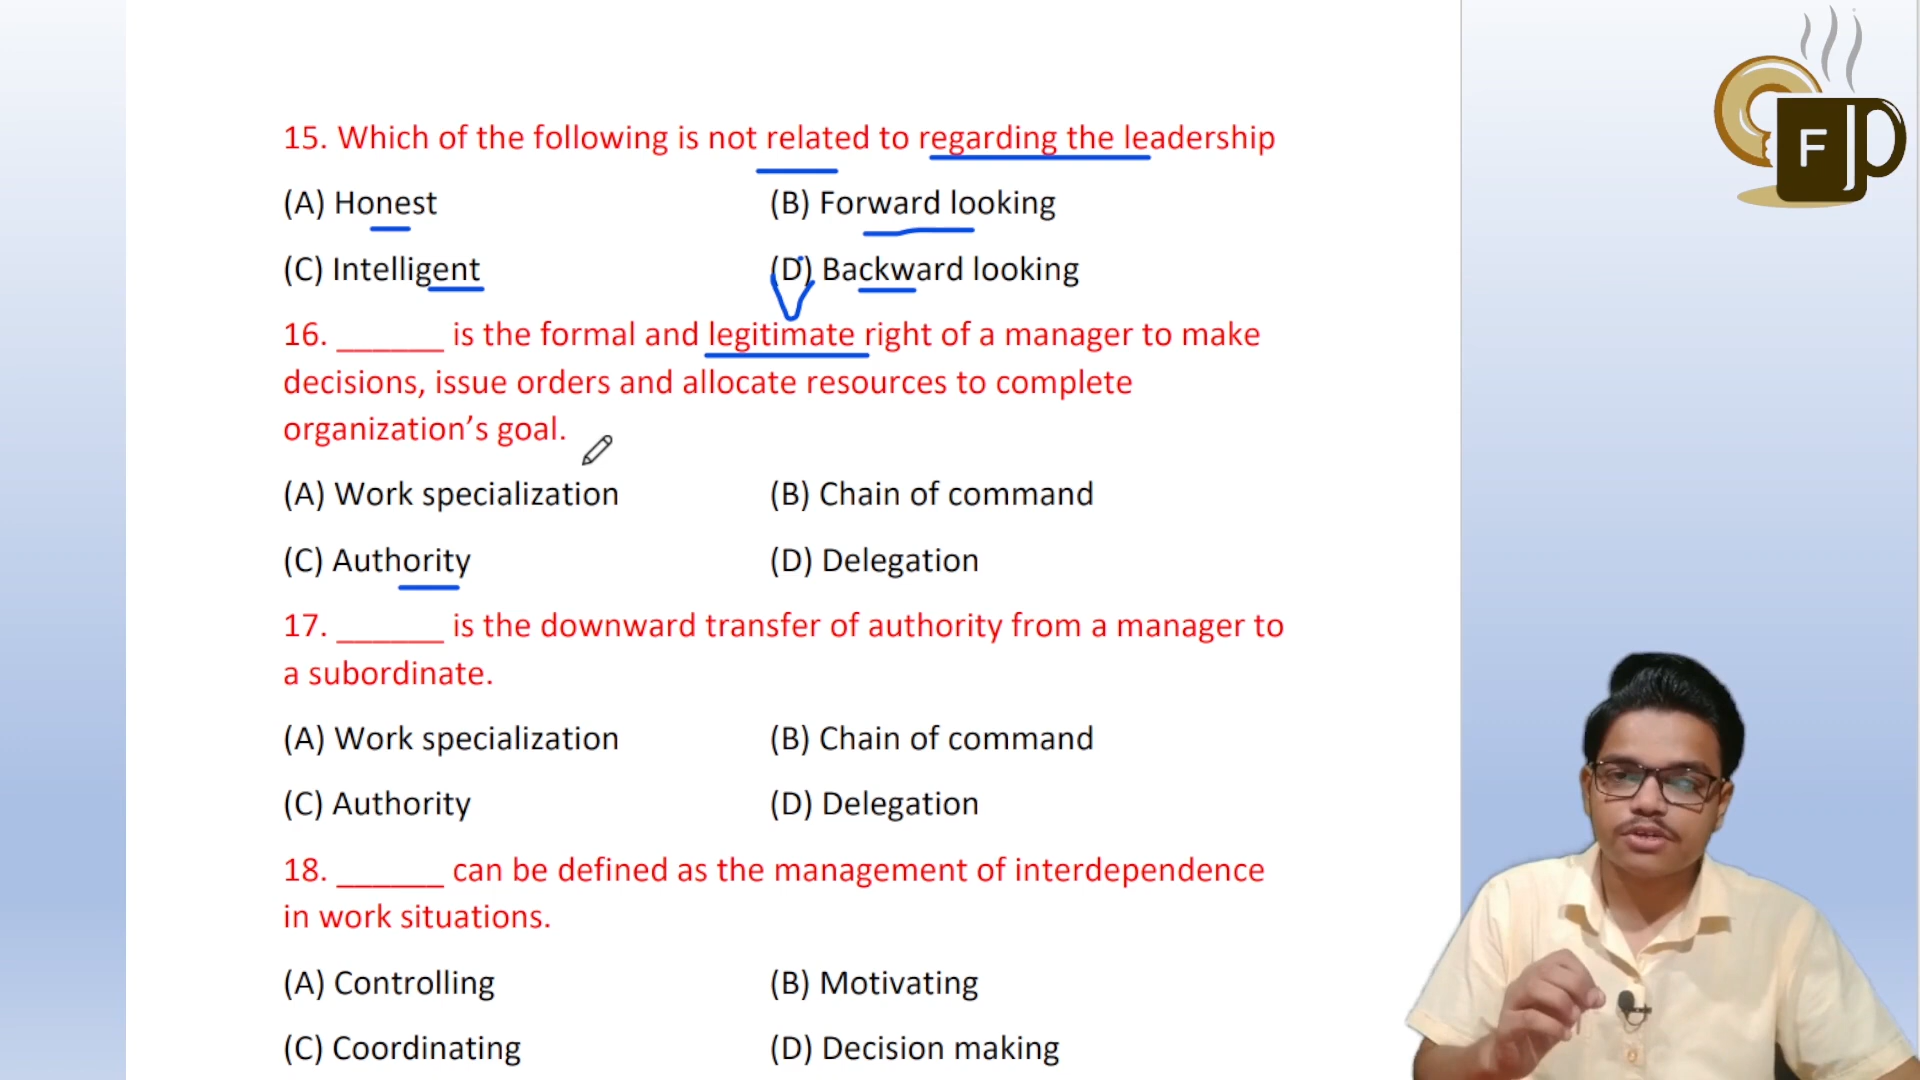 15. Which of the following is not related to regarding the leadership
(A) Honest (B) Forward looking
(C) Intelligent (D) Backward looking
16. ______ is the formal and legitimate right of a manager to make
decisions, issue orders and allocate resources to complete
organization’s goal.
(A) Work specialization (B) Chain of command
(C) Authority (D) Delegation
17. ______ is the downward transfer of authority from a manager to
a subordinate.
(A) Work specialization (B) Chain of command
(C) Authority (D) Delegation
18. ______ can be defined as the management of interdependence
in work situations.
(A) Controlling (B) Motivating
(C) Coordinating (D) Decision making
F